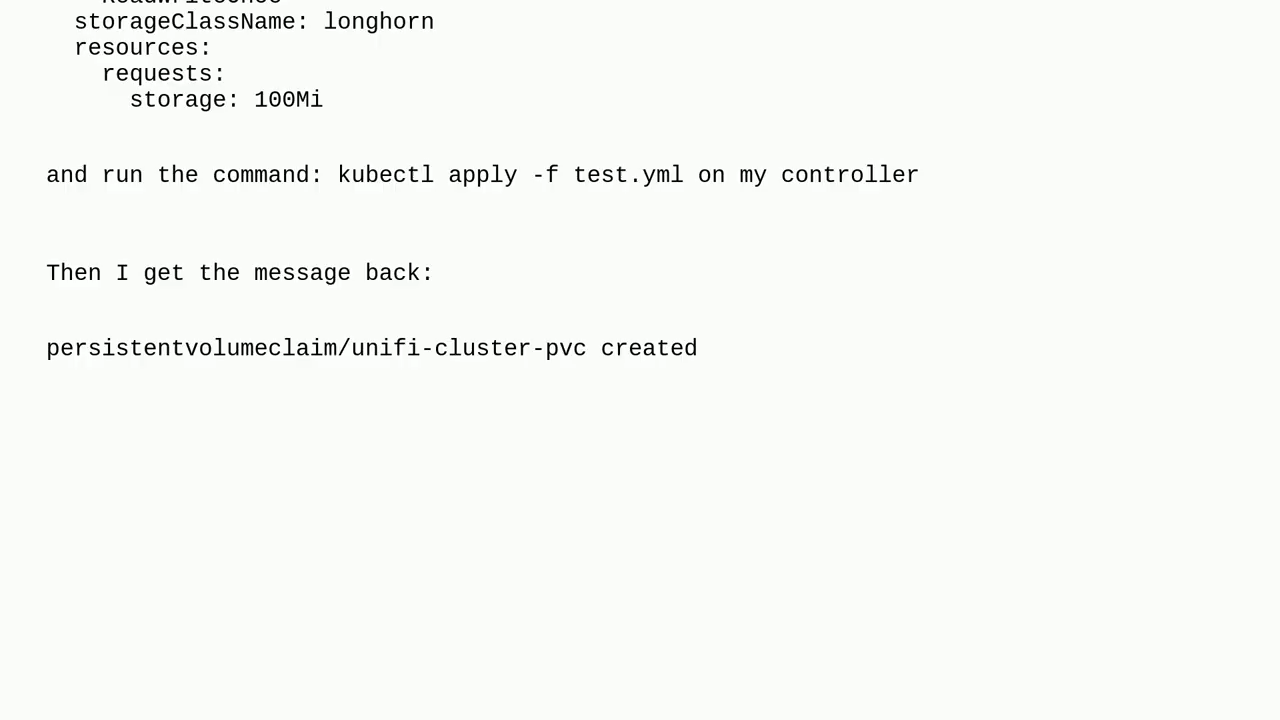 storageClassName: longhorn
resources:
requests:
storage: 100Mi
and run the command: kubectl apply -f test.yml on my controller
Then I get the message back:
persistentvolumeclaim/unifi-cluster-pvc created